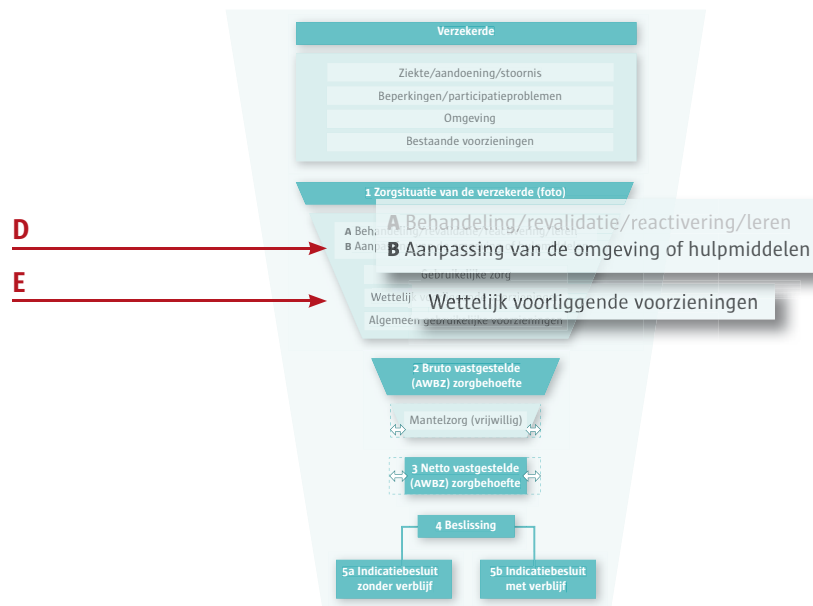 Verzekerde
Ziekte/aandoening/stoornis
Beperkingen/participatieproblemen
Omgeving
Bestaande voorzieningen
1 Zorgsituatie van de verzekerde (foto)
A Behandeling/revalidatie/reactivering/leren
D
B Aanpassing van de omgeving of hulpmiddelen
Gebruikelijke zorg
E
Wettelijk voorliggende voorzieningen
Algemeen gebruikelijke voorzieningen
2 Bruto vastgestelde
(AWBZ) zorgbehoefte
Mantelzorg (vrijwillig)
3 Netto vastgestelde
(AWBZ) zorgbehoefte
4 Beslissing
5a Indicatiebesluit
zonder verblijf
5b Indicatiebesluit
met verblijf